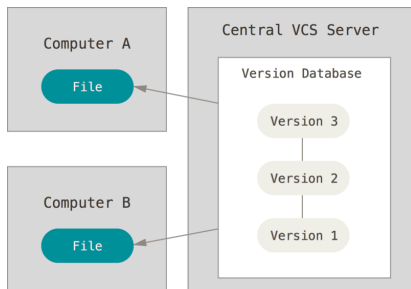 Computer A
File
Computer B
File
Central VCS Server
Version Database
Version 3
Version 2
Version 1